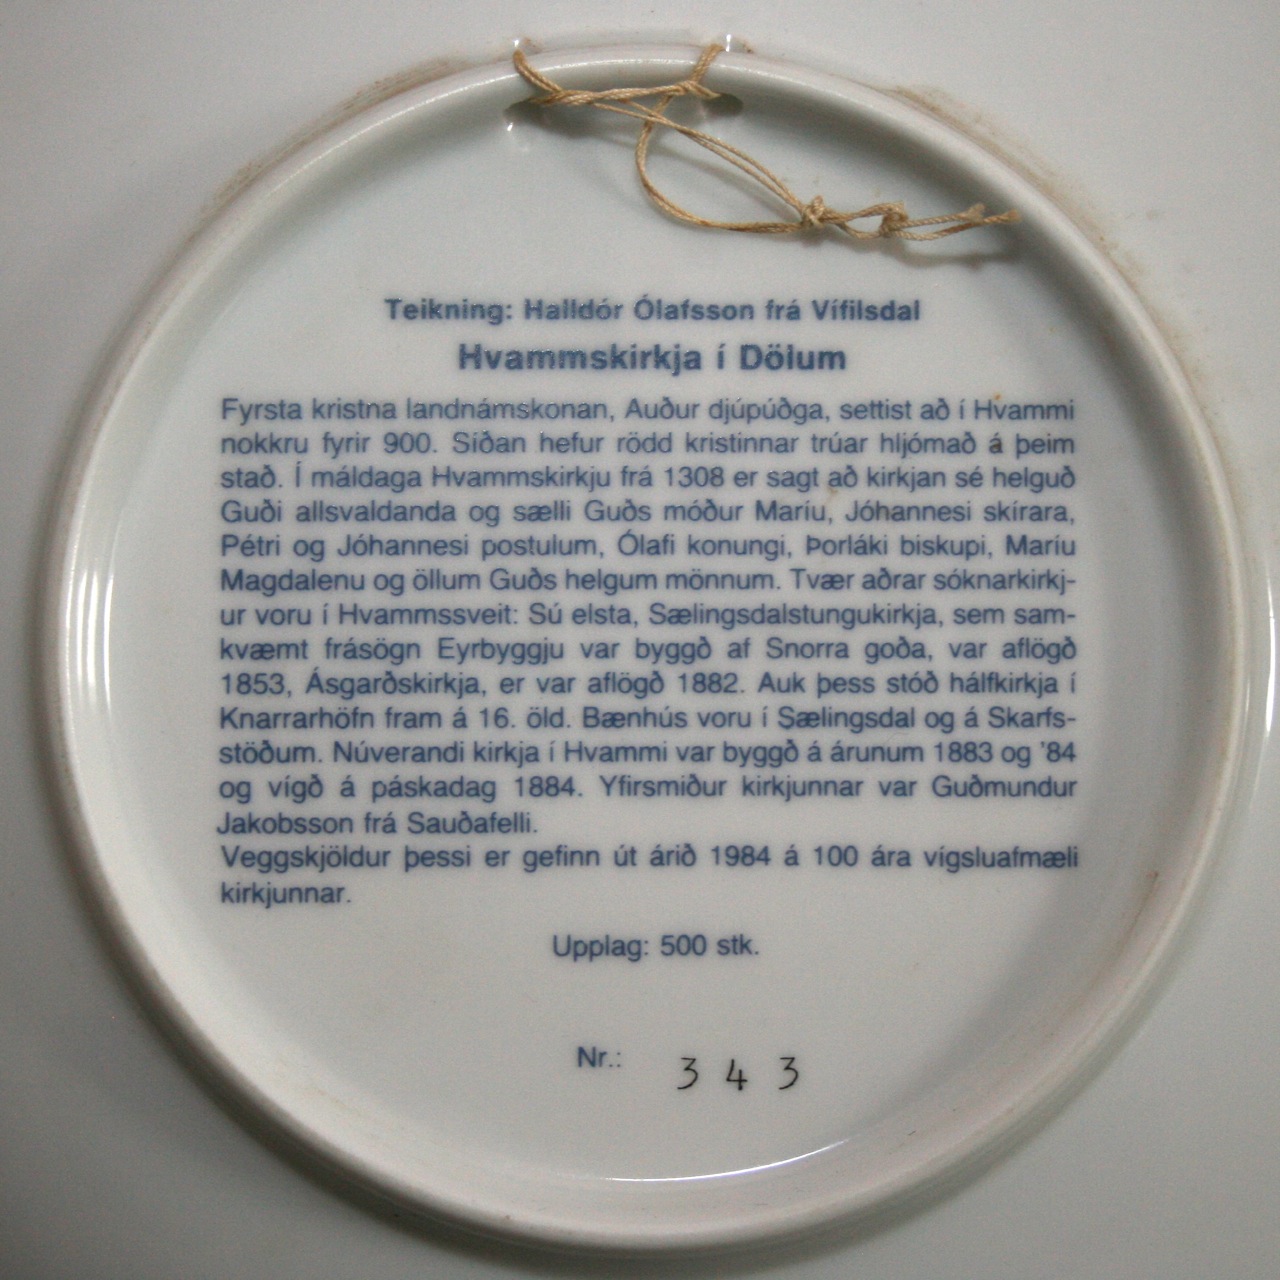 Teikning: Halldór Ólafsson frá Vífilsdal
Hvammskirkja í Dölum
Fyrsta kristna landnámskonan, Auður djúpúðga, settist að í Hvammi
nokkru fyrir 900. Síðan hefur rödd kristinnar trúar hljómað á þeim
stað. Í máldaga Hvammskirkju frá 1308 er sagt að kirkjan sé helguð
Guði allsvaldanda og sælli Guðs móður Maríu, Jóhannesi skírara,
Pétri og Jóhannesi postulum, Ólafi konungi, Þorláki biskupi, Maríu
Magdalenu og öllum Guðs helgum mönnum. Tvær aðrar sóknarkirkj-
ur voru í Hvammssveit: Sú elsta, Sælingsdalstungukirkja, sem sam-
kvæmt frásögn Eyrbyggju var byggð af Snorra goða, var aflögð
1853, Ásgarðskirkja, er var aflögð 1882. Auk þess stóð hálfkirkja í
Knarrarhöfn fram á 16. öld. Bænhús voru í Sælingsdal og á Skarfs-
stöðum. Núverandi kirkja í Hvammi var byggð á árunum 1883 og '84
og vígð á páskadag 1884. Yfirsmiður kirkjunnar var Guðmundur
Jakobsson frá Sauðafelli.
Veggskjöldur þessi er gefinn út árið 1984 á 100 ára vígsluafmæli
kirkjunnar.
Upplag: 500 stk.
Nr.: 343